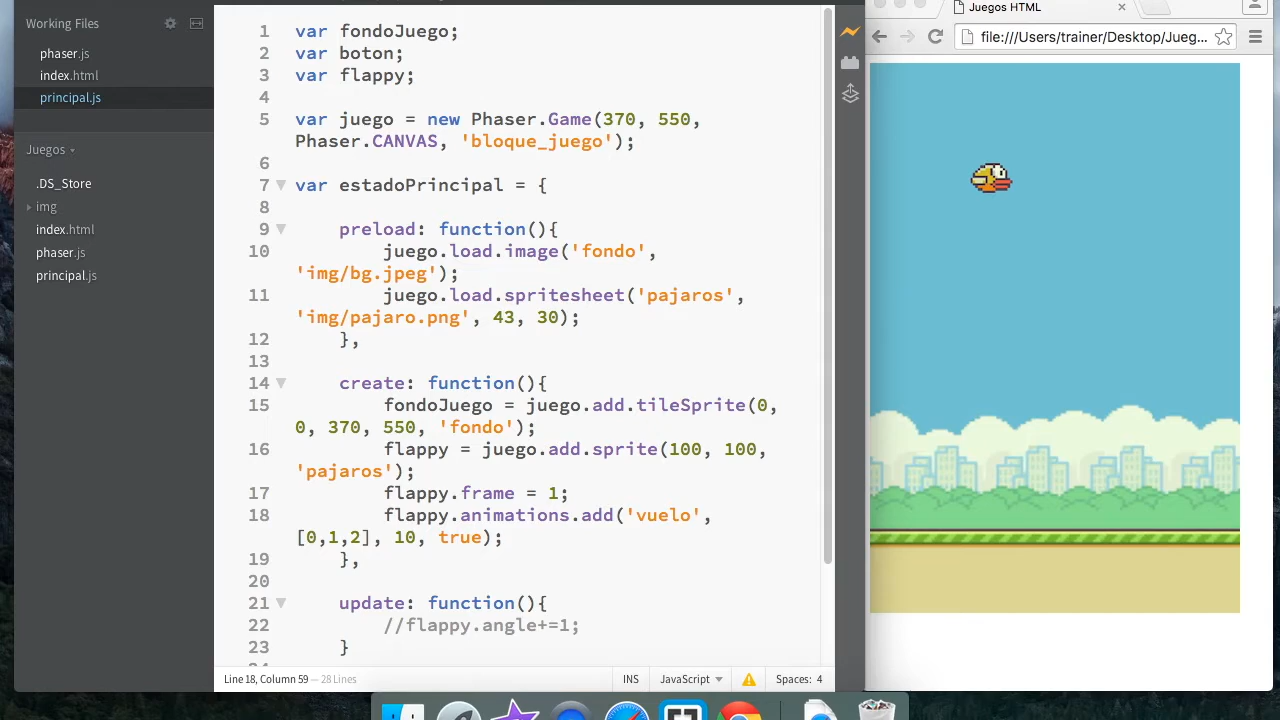 Working Files
phaser.js
index.html
principal.js
Juegos
.DS_Store
img
index.html
phaser.js
principal.js
1 var fondoJuego;
2 var boton;
3 var flappy;
4
5 var juego = new Phaser.Game(370, 550,
Phaser.CANVAS, 'bloque_juego');
6
7 var estadoPrincipal = {
8
9 preload: function(){
10 juego.load.image('fondo',
'img/bg.jpeg');
11 juego.load.spritesheet('pajaros',
'img/pajaro.png', 43, 30);
12 },
13
14 create: function(){
15 fondoJuego = juego.add.tileSprite(0,
0, 370, 550, 'fondo');
16 flappy = juego.add.sprite(100, 100,
'pajaros');
17 flappy.frame = 1;
18 flappy.animations.add('vuelo',
[0,1,2], 10, true);
19 },
20
21 update: function(){
22 //flappy.angle+=1;
23 }
Line 18, Column 59 — 28 Lines
INS
JavaScript
Spaces: 4
Juegos HTML
file:///Users/trainer/Desktop/Jueg...